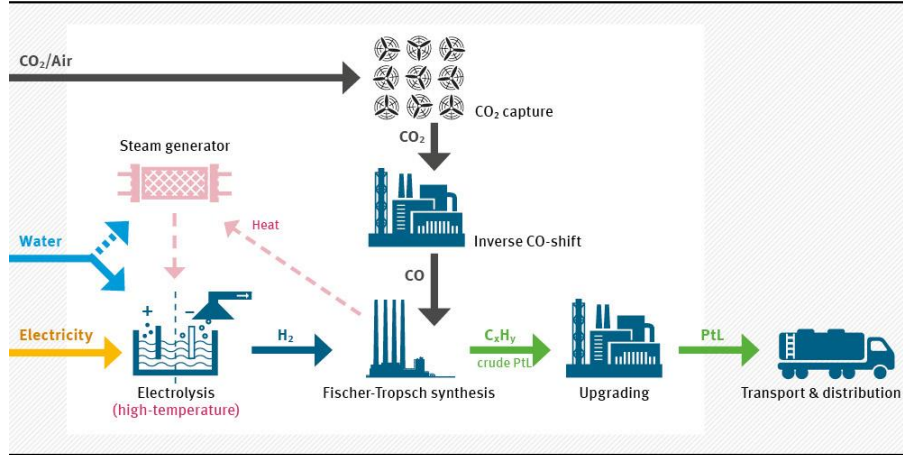 CO₂/Air
CO₂ capture
CO₂
Steam generator
Heat
Water
Inverse CO-shift
CO
+
−
Electricity
H₂
CₓHᵧ
crude PtL
PtL
Electrolysis
(high-temperature)
Fischer-Tropsch synthesis
Upgrading
Transport & distribution